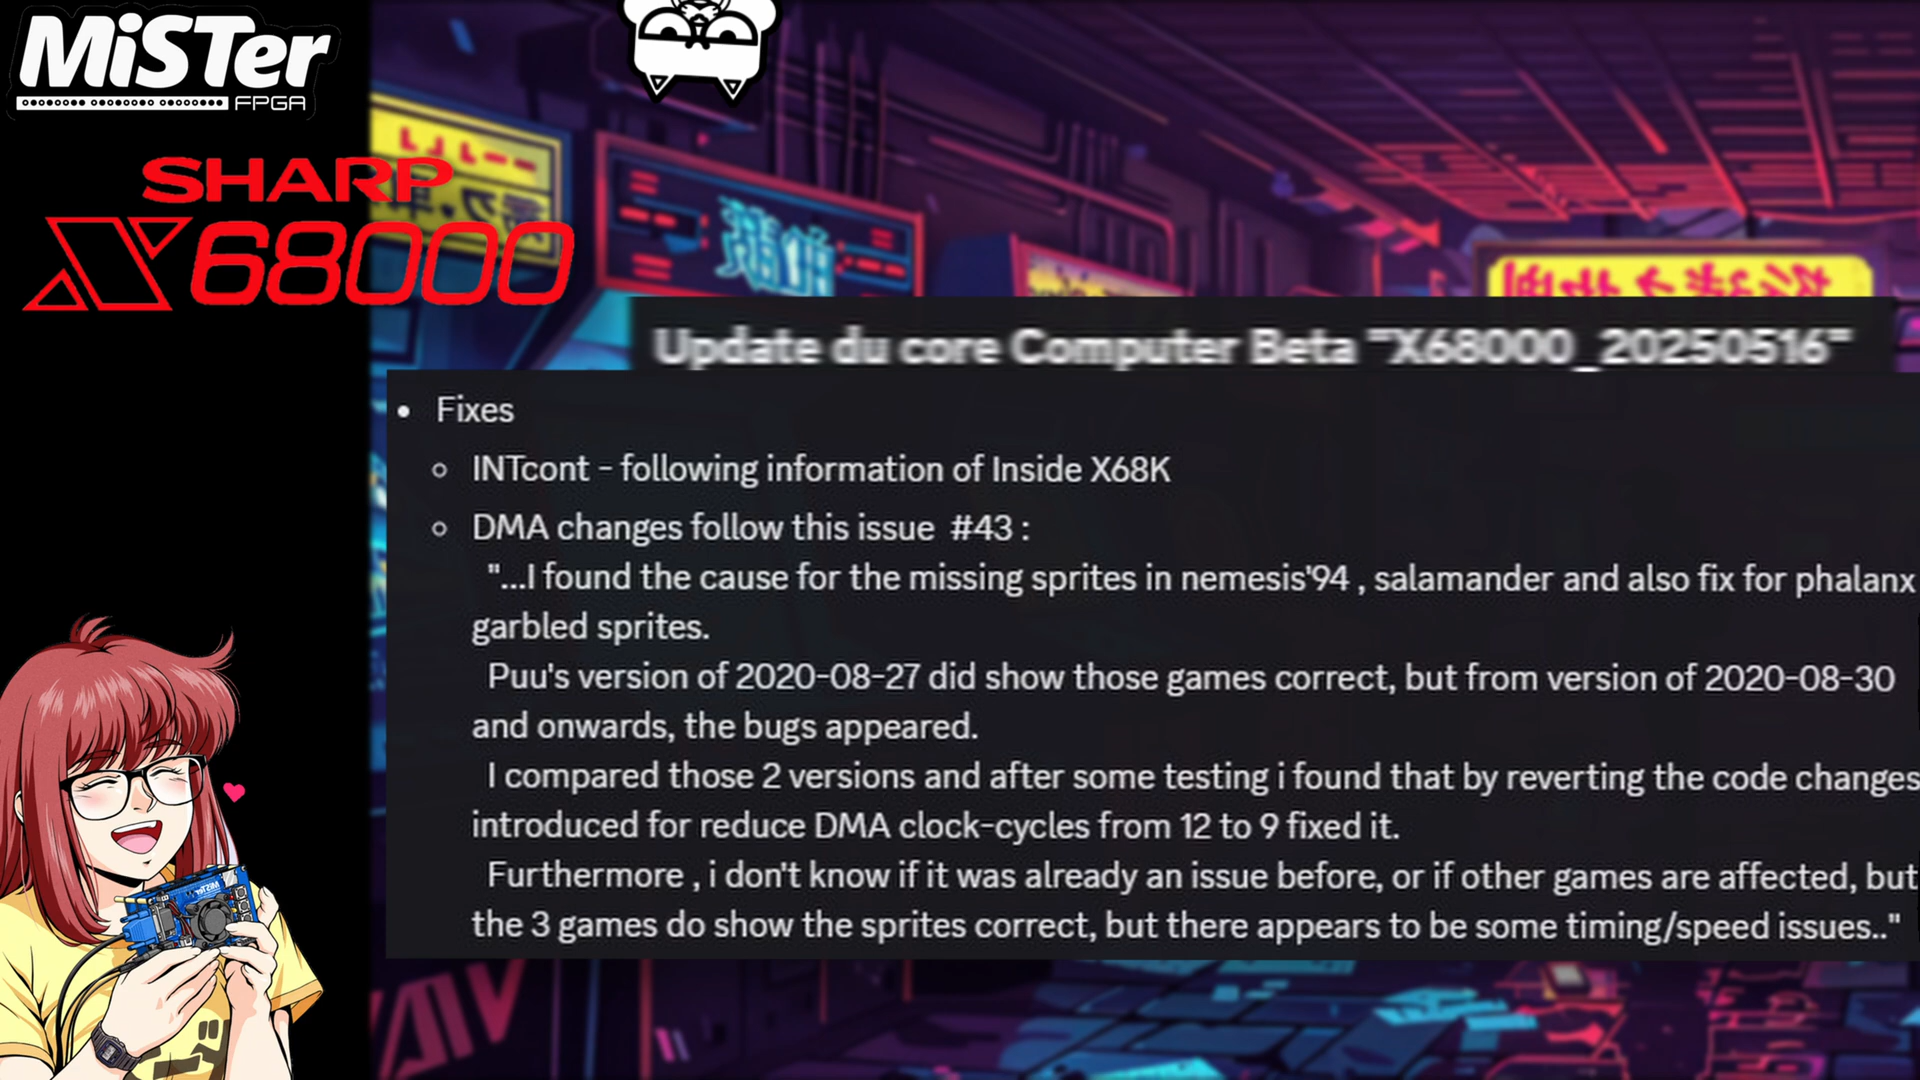 MiSTer
FPGA
SHARP
X68000
Update du core Computer Beta "X68000_20250516"
• Fixes
○ INTcont - following information of Inside X68K
○ DMA changes follow this issue #43 :
"...I found the cause for the missing sprites in nemesis'94 , salamander and also fix for phalanx
garbled sprites.
Puu's version of 2020-08-27 did show those games correct, but from version of 2020-08-30
and onwards, the bugs appeared.
I compared those 2 versions and after some testing i found that by reverting the code changes
introduced for reduce DMA clock-cycles from 12 to 9 fixed it.
Furthermore , i don't know if it was already an issue before, or if other games are affected, but
the 3 games do show the sprites correct, but there appears to be some timing/speed issues.."